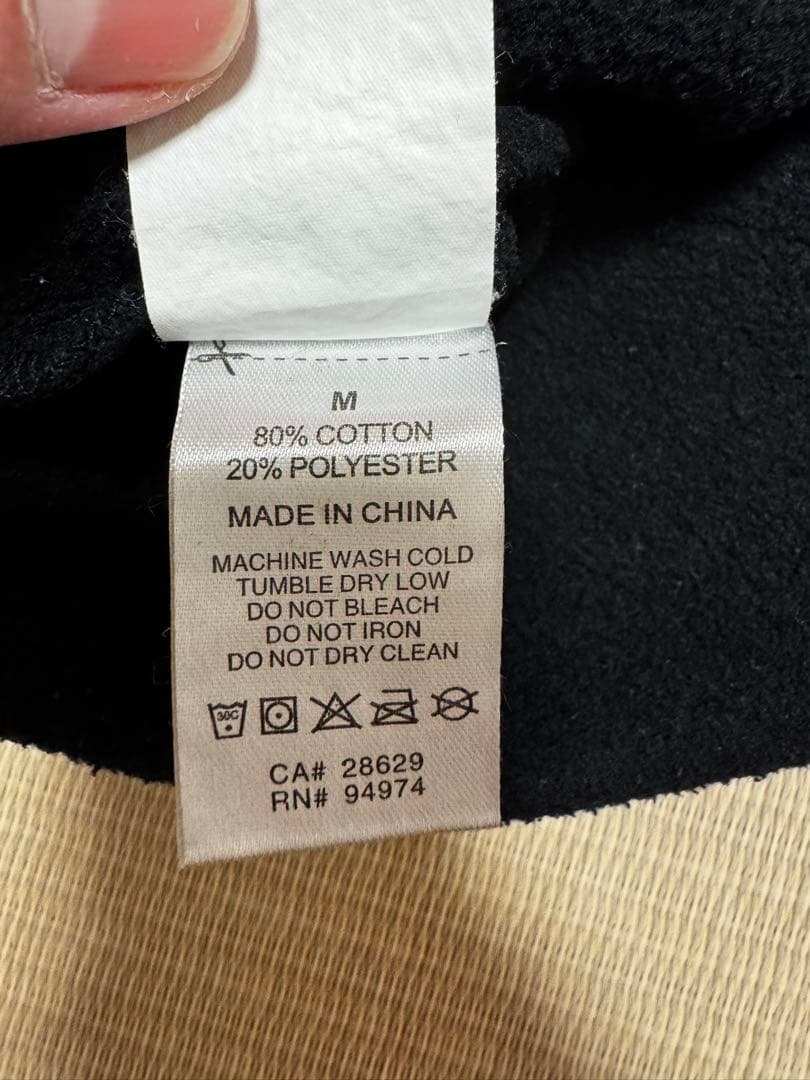 M
80% COTTON
20% POLYESTER
MADE IN CHINA
MACHINE WASH COLD
TUMBLE DRY LOW
DO NOT BLEACH
DO NOT IRON
DO NOT DRY CLEAN
30C
CA# 28629
RN# 94974